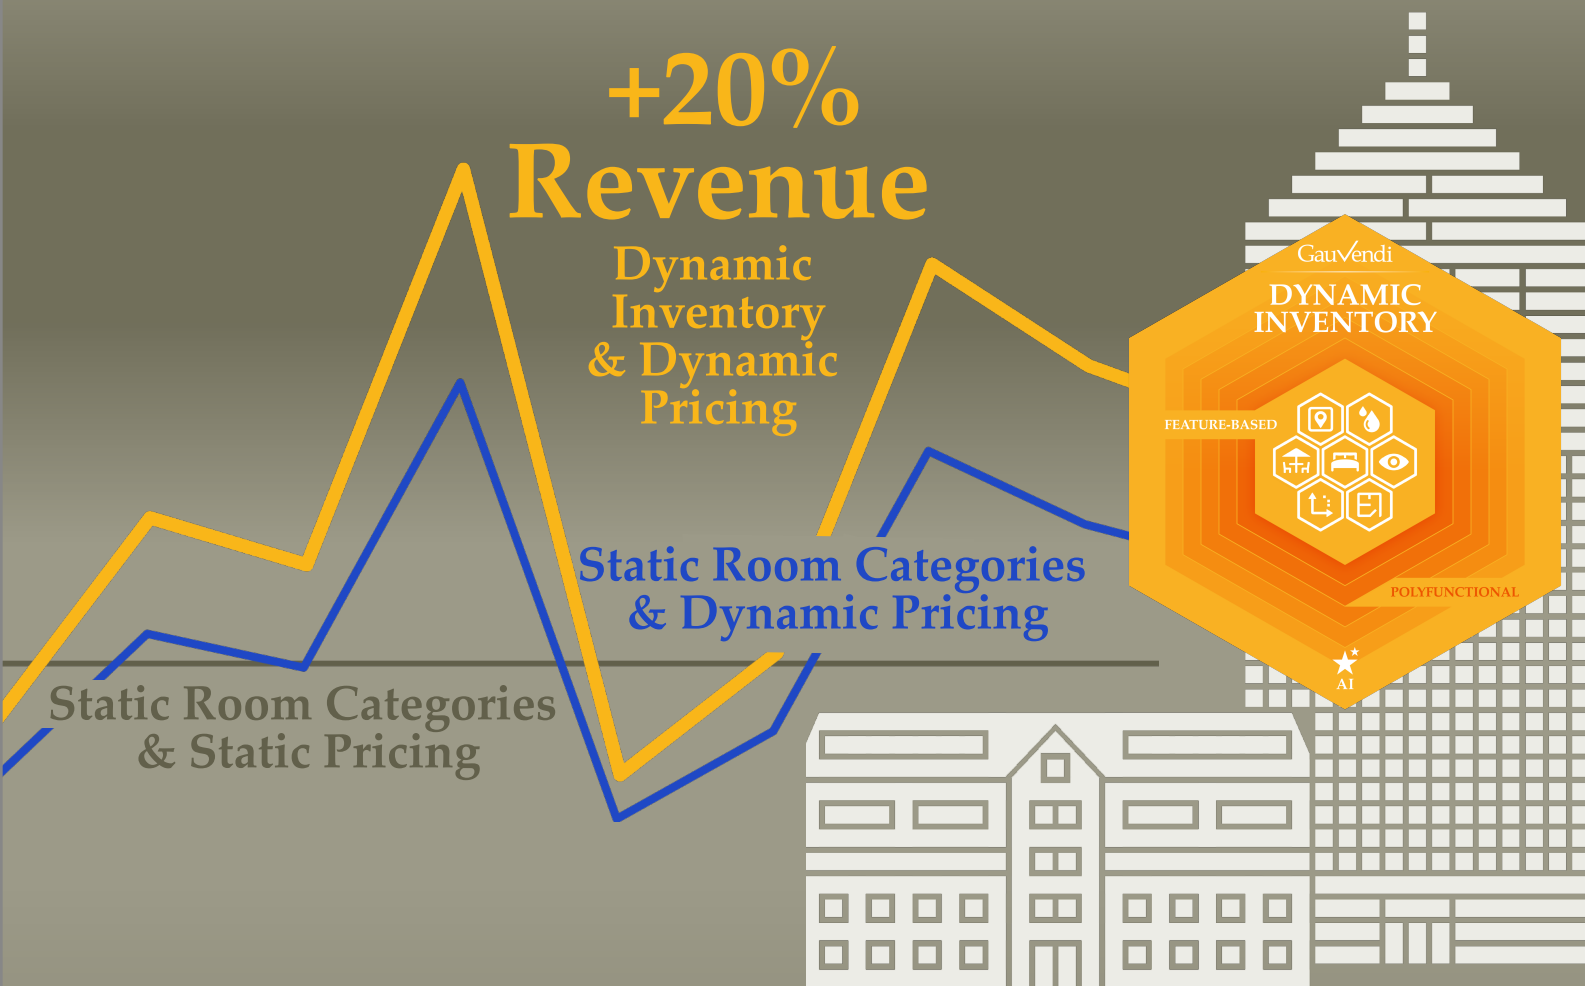 +20%
Revenue
Dynamic
Inventory
& Dynamic
Pricing
Static Room Categories
& Dynamic Pricing
Static Room Categories
& Static Pricing
GauVendi
DYNAMIC
INVENTORY
FEATURE-BASED
POLYFUNCTIONAL
AI